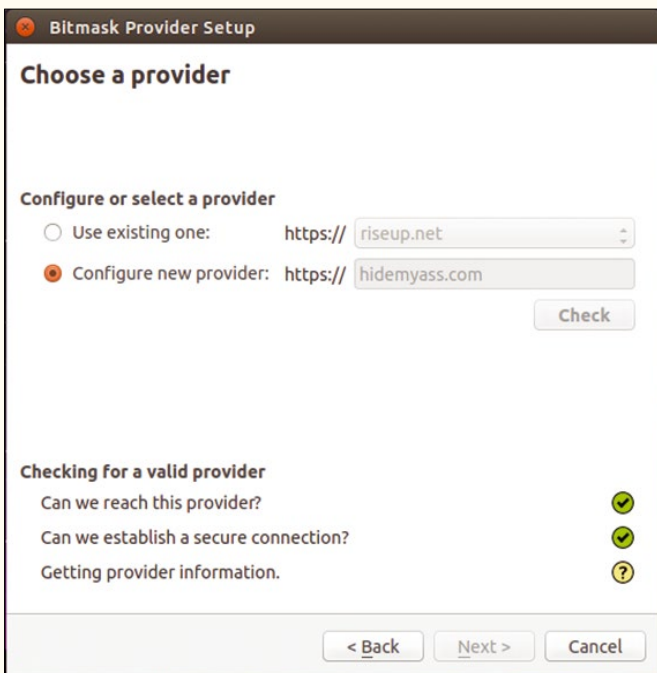 Bitmask Provider Setup
Choose a provider
Configure or select a provider
Use existing one: https:// riseup.net
Configure new provider: https:// hidemyass.com
Check
Checking for a valid provider
Can we reach this provider?
Can we establish a secure connection?
Getting provider information. ?
< Back Next > Cancel